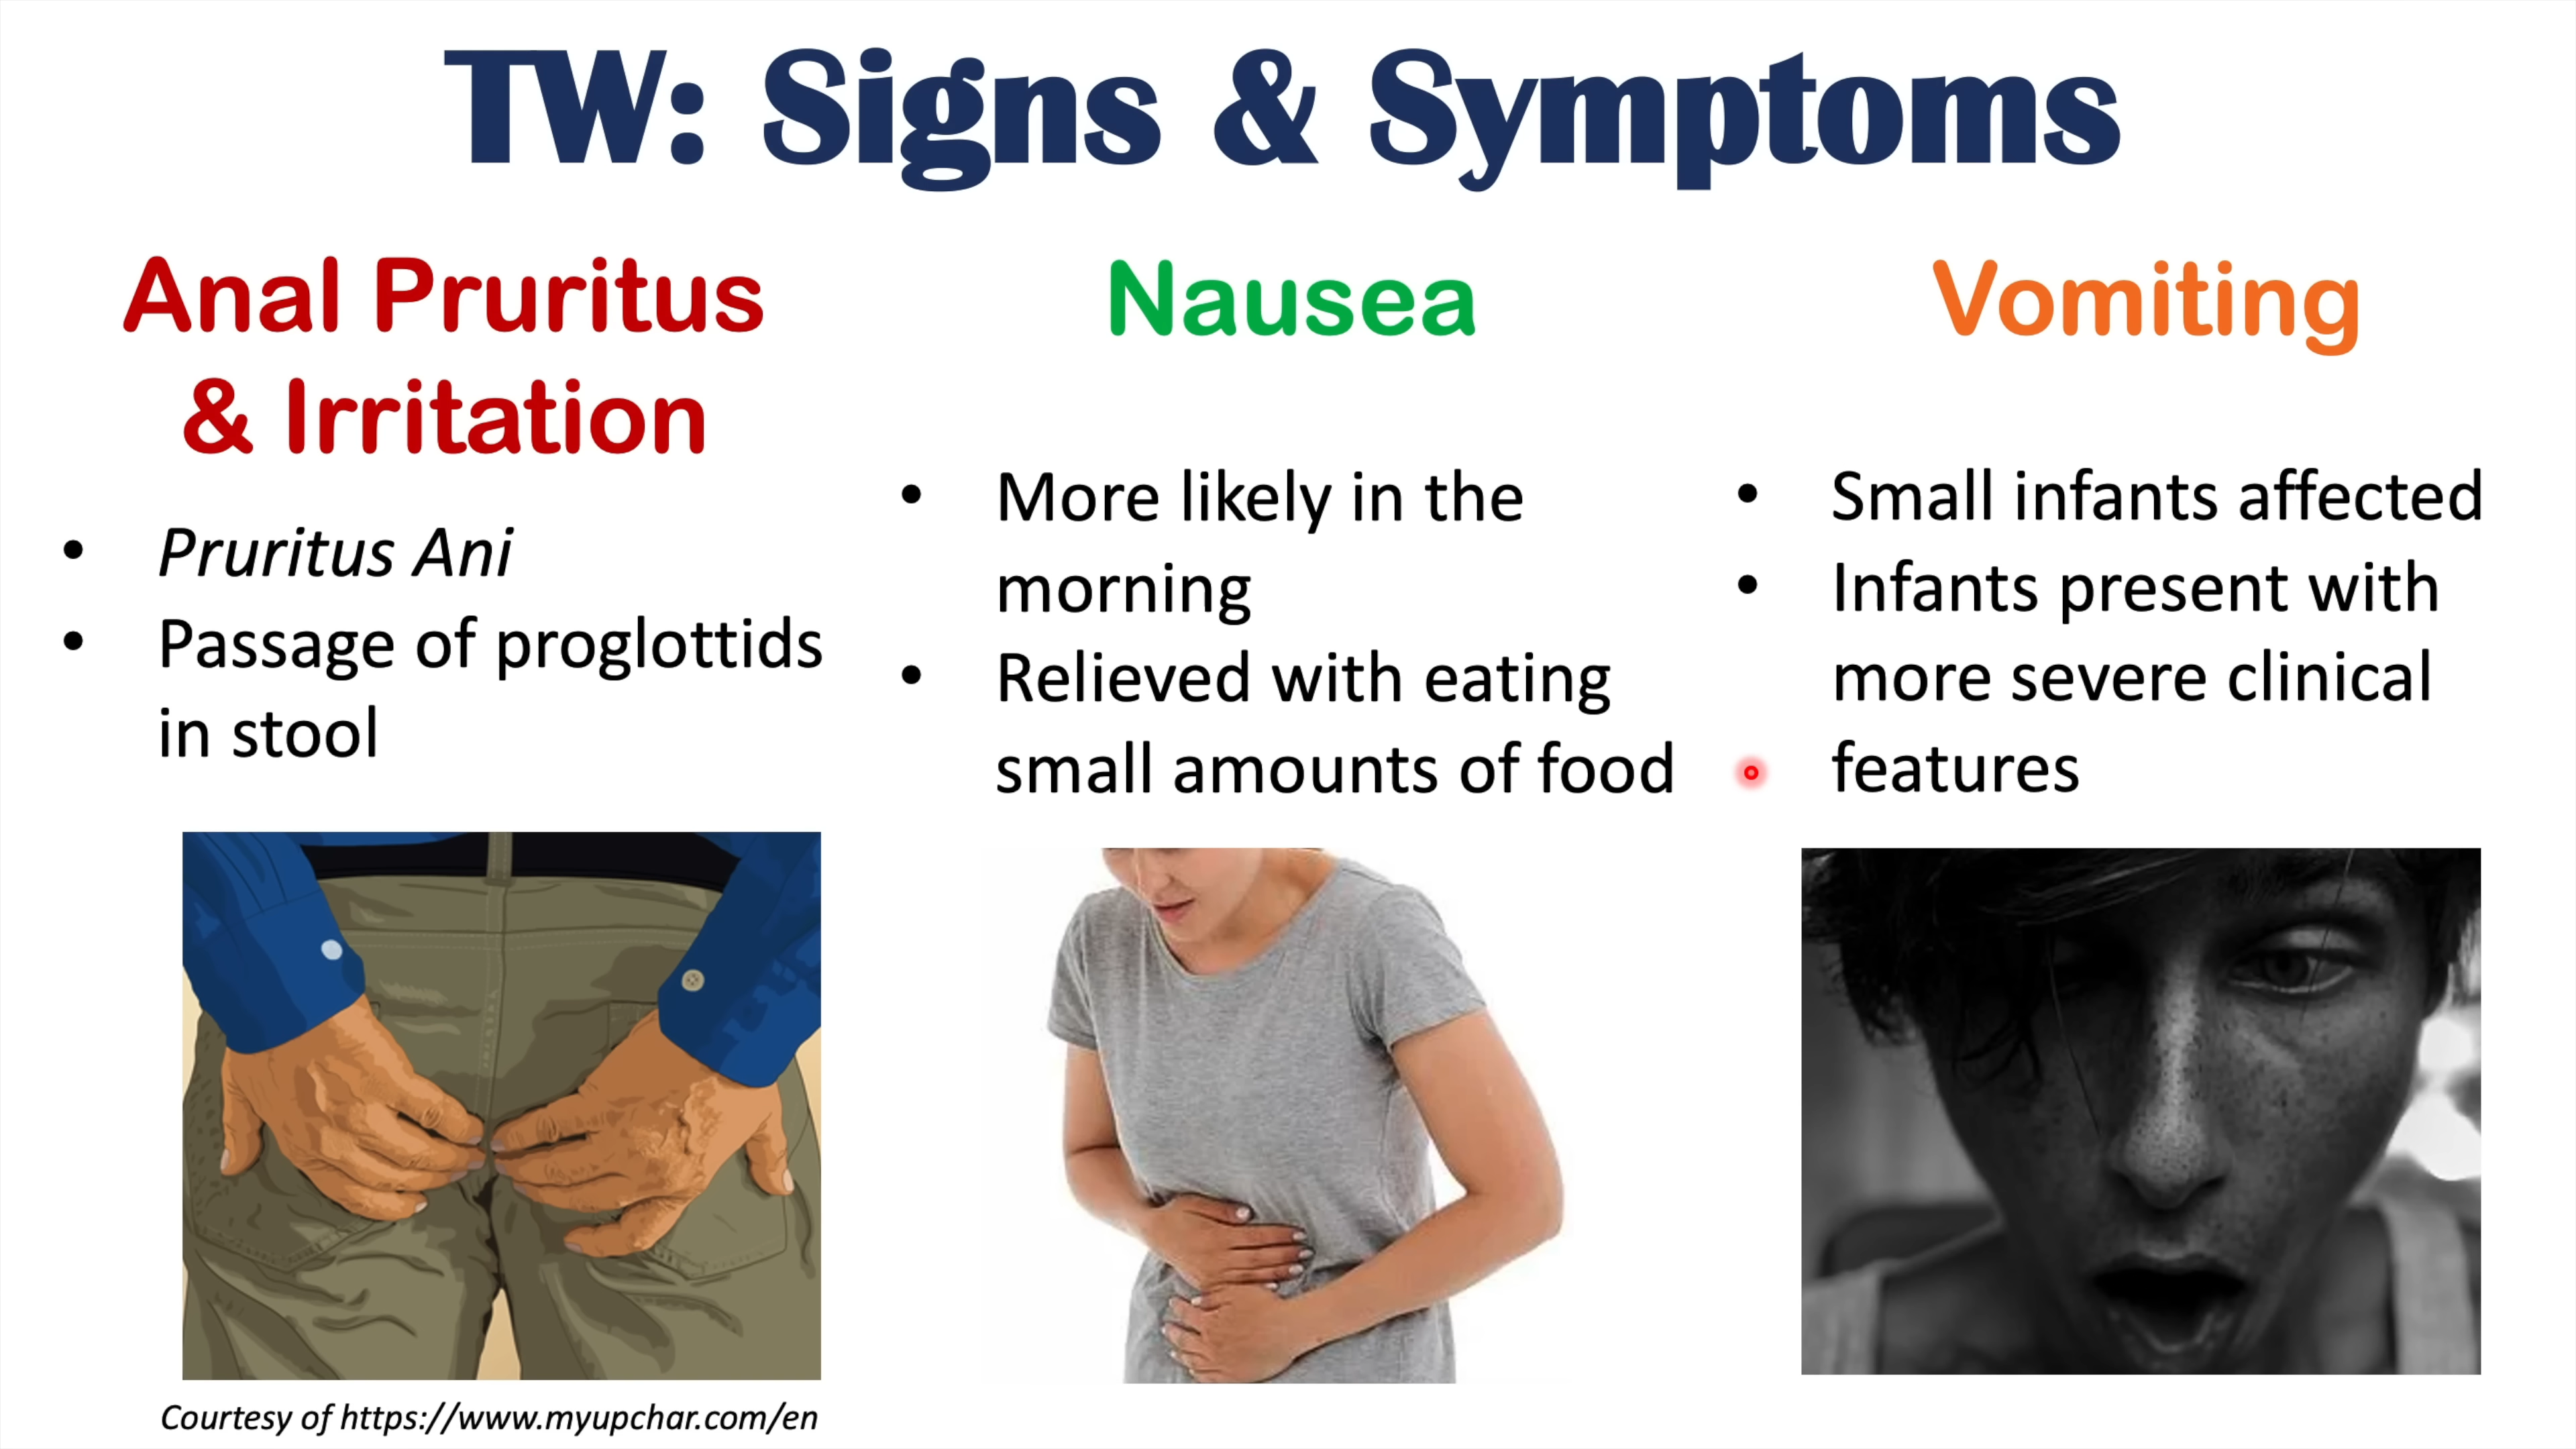 TW: Signs & Symptoms
Anal Pruritus
& Irritation
• Pruritus Ani
• Passage of proglottids
in stool
Nausea
• More likely in the
morning
• Relieved with eating
small amounts of food
Vomiting
• Small infants affected
• Infants present with
more severe clinical
features
Courtesy of https://www.myupchar.com/en